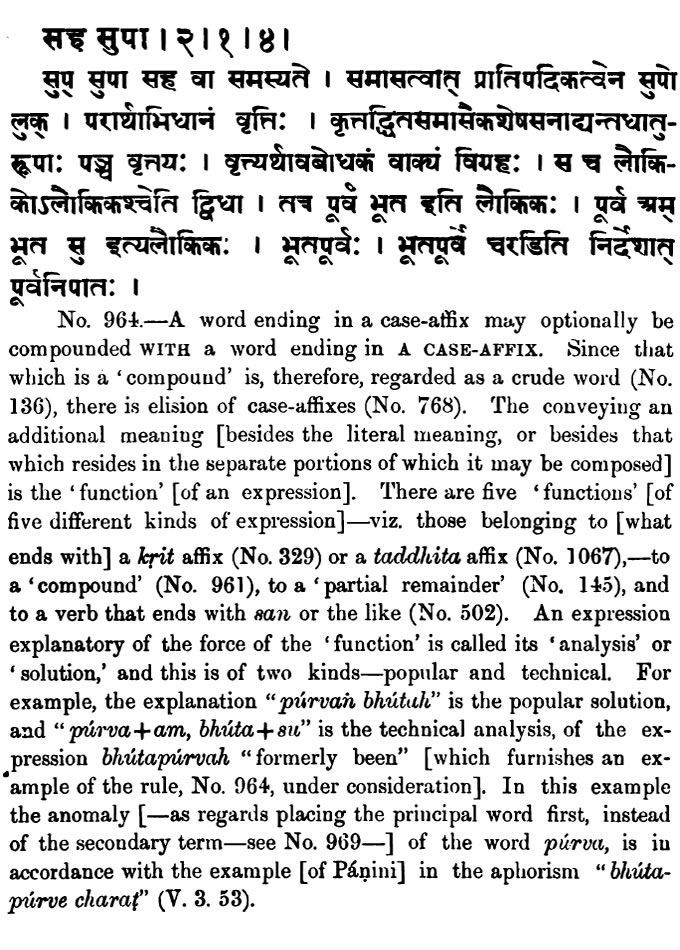 सह सुपा । २ । १ । ४ ।
सुप् सुपा सह वा समस्यते । समासत्वात् प्रातिपदिकत्वेन सुपो
लुक् । परार्थाभिधानं वृत्तिः । कृत्तद्धितसमासैकशेषसनाद्यन्तधातु-
रूपाः पञ्च वृत्तयः । वृत्त्यर्थावबोधकं वाक्यं विग्रहः । स च लौकि-
कोऽलौकिकश्चेति द्विधा । तच पूर्वं भूत इति लौकिकः । पूर्व अम्
भूत सु इत्यलौकिकः । भूतपूर्वः । भूतपूर्वे चरडिति निर्देशात्
पूर्वनिपातः ।
No. 964.—A word ending in a case-affix may optionally be
compounded WITH a word ending in A CASE-AFFIX. Since that
which is a ‘compound’ is, therefore, regarded as a crude word (No.
136), there is elision of case-affixes (No. 768). The conveying an
additional meaning [besides the literal meaning, or besides that
which resides in the separate portions of which it may be composed]
is the ‘function’ [of an expression]. There are five ‘functions’ [of
five different kinds of expression]—viz. those belonging to [what
ends with] a kṛit affix (No. 329) or a taddhita affix (No. 1067),—to
a ‘compound’ (No. 961), to a ‘partial remainder’ (No. 145), and
to a verb that ends with san or the like (No. 502). An expression
explanatory of the force of the ‘function’ is called its ‘analysis’ or
‘solution,’ and this is of two kinds—popular and technical. For
example, the explanation “púrvaṅ bhútah” is the popular solution,
and “púrva+am, bhúta+su” is the technical analysis, of the ex-
pression bhútapúrvah “formerly been” [which furnishes an ex-
ample of the rule, No. 964, under consideration]. In this example
the anomaly [—as regards placing the principal word first, instead
of the secondary term—see No. 969—] of the word púrva, is in
accordance with the example [of Páṇini] in the aphorism “bhúta-
púrve charaṭ” (V. 3. 53).